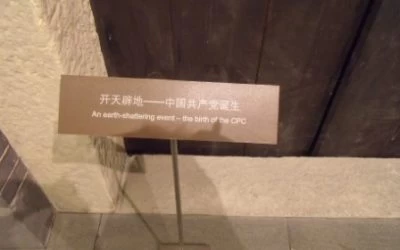 开天辟地——中国共产党诞生
An earth-shattering event – the birth of the CPC